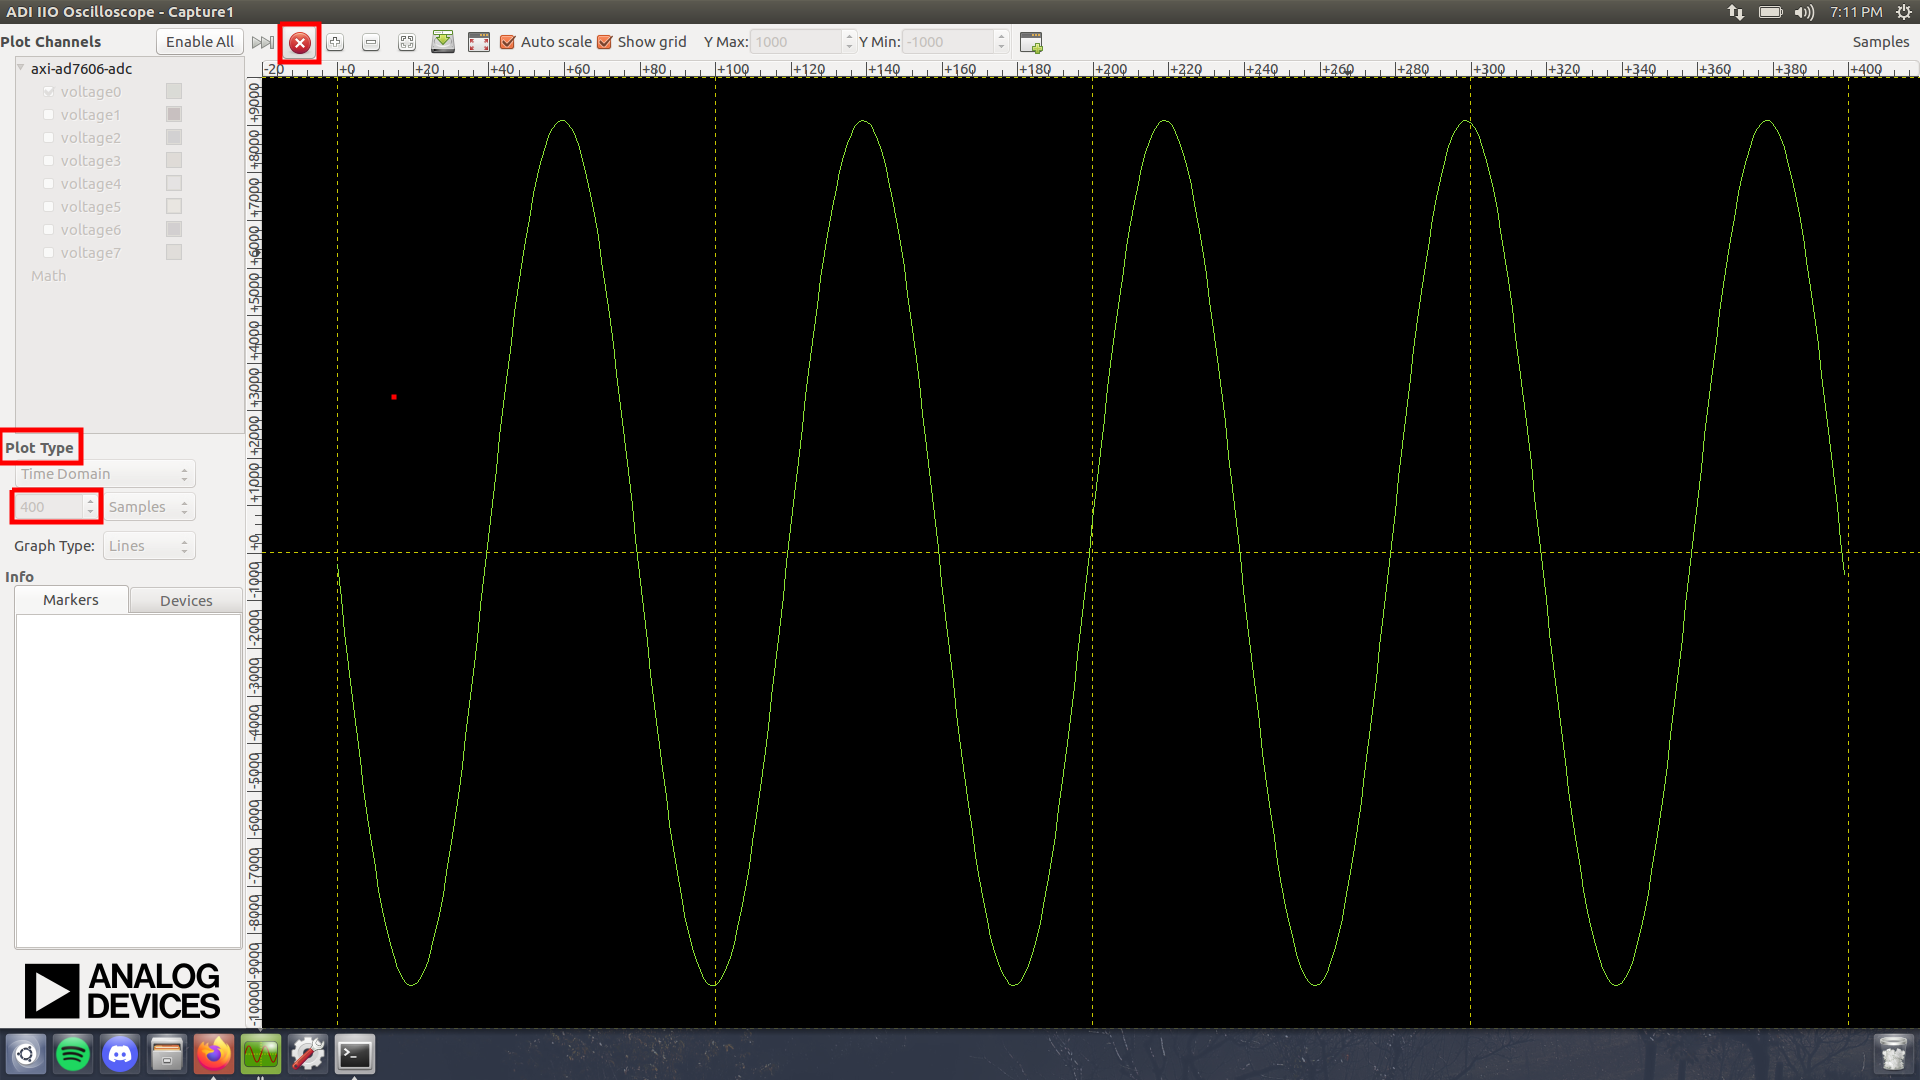 ADI IIO Oscilloscope - Capture1
7:11 PM
Plot Channels
Enable All
Auto scale
Show grid
Y Max: 1000
Y Min: -1000
Samples
axi-ad7606-adc
voltage0
voltage1
voltage2
voltage3
voltage4
voltage5
voltage6
voltage7
Math
Plot Type
Time Domain
400 Samples
Graph Type: Lines
Info
Markers Devices
ANALOG
DEVICES
-20 +0 +20 +40 +60 +80 +100 +120 +140 +160 +180 +200 +220 +240 +260 +280 +300 +320 +340 +360 +380 +400
+9000
+8000
+7000
+6000
+5000
+4000
+3000
+2000
+1000
+0
-1000
-2000
-3000
-4000
-5000
-6000
-7000
-8000
-9000
-10000